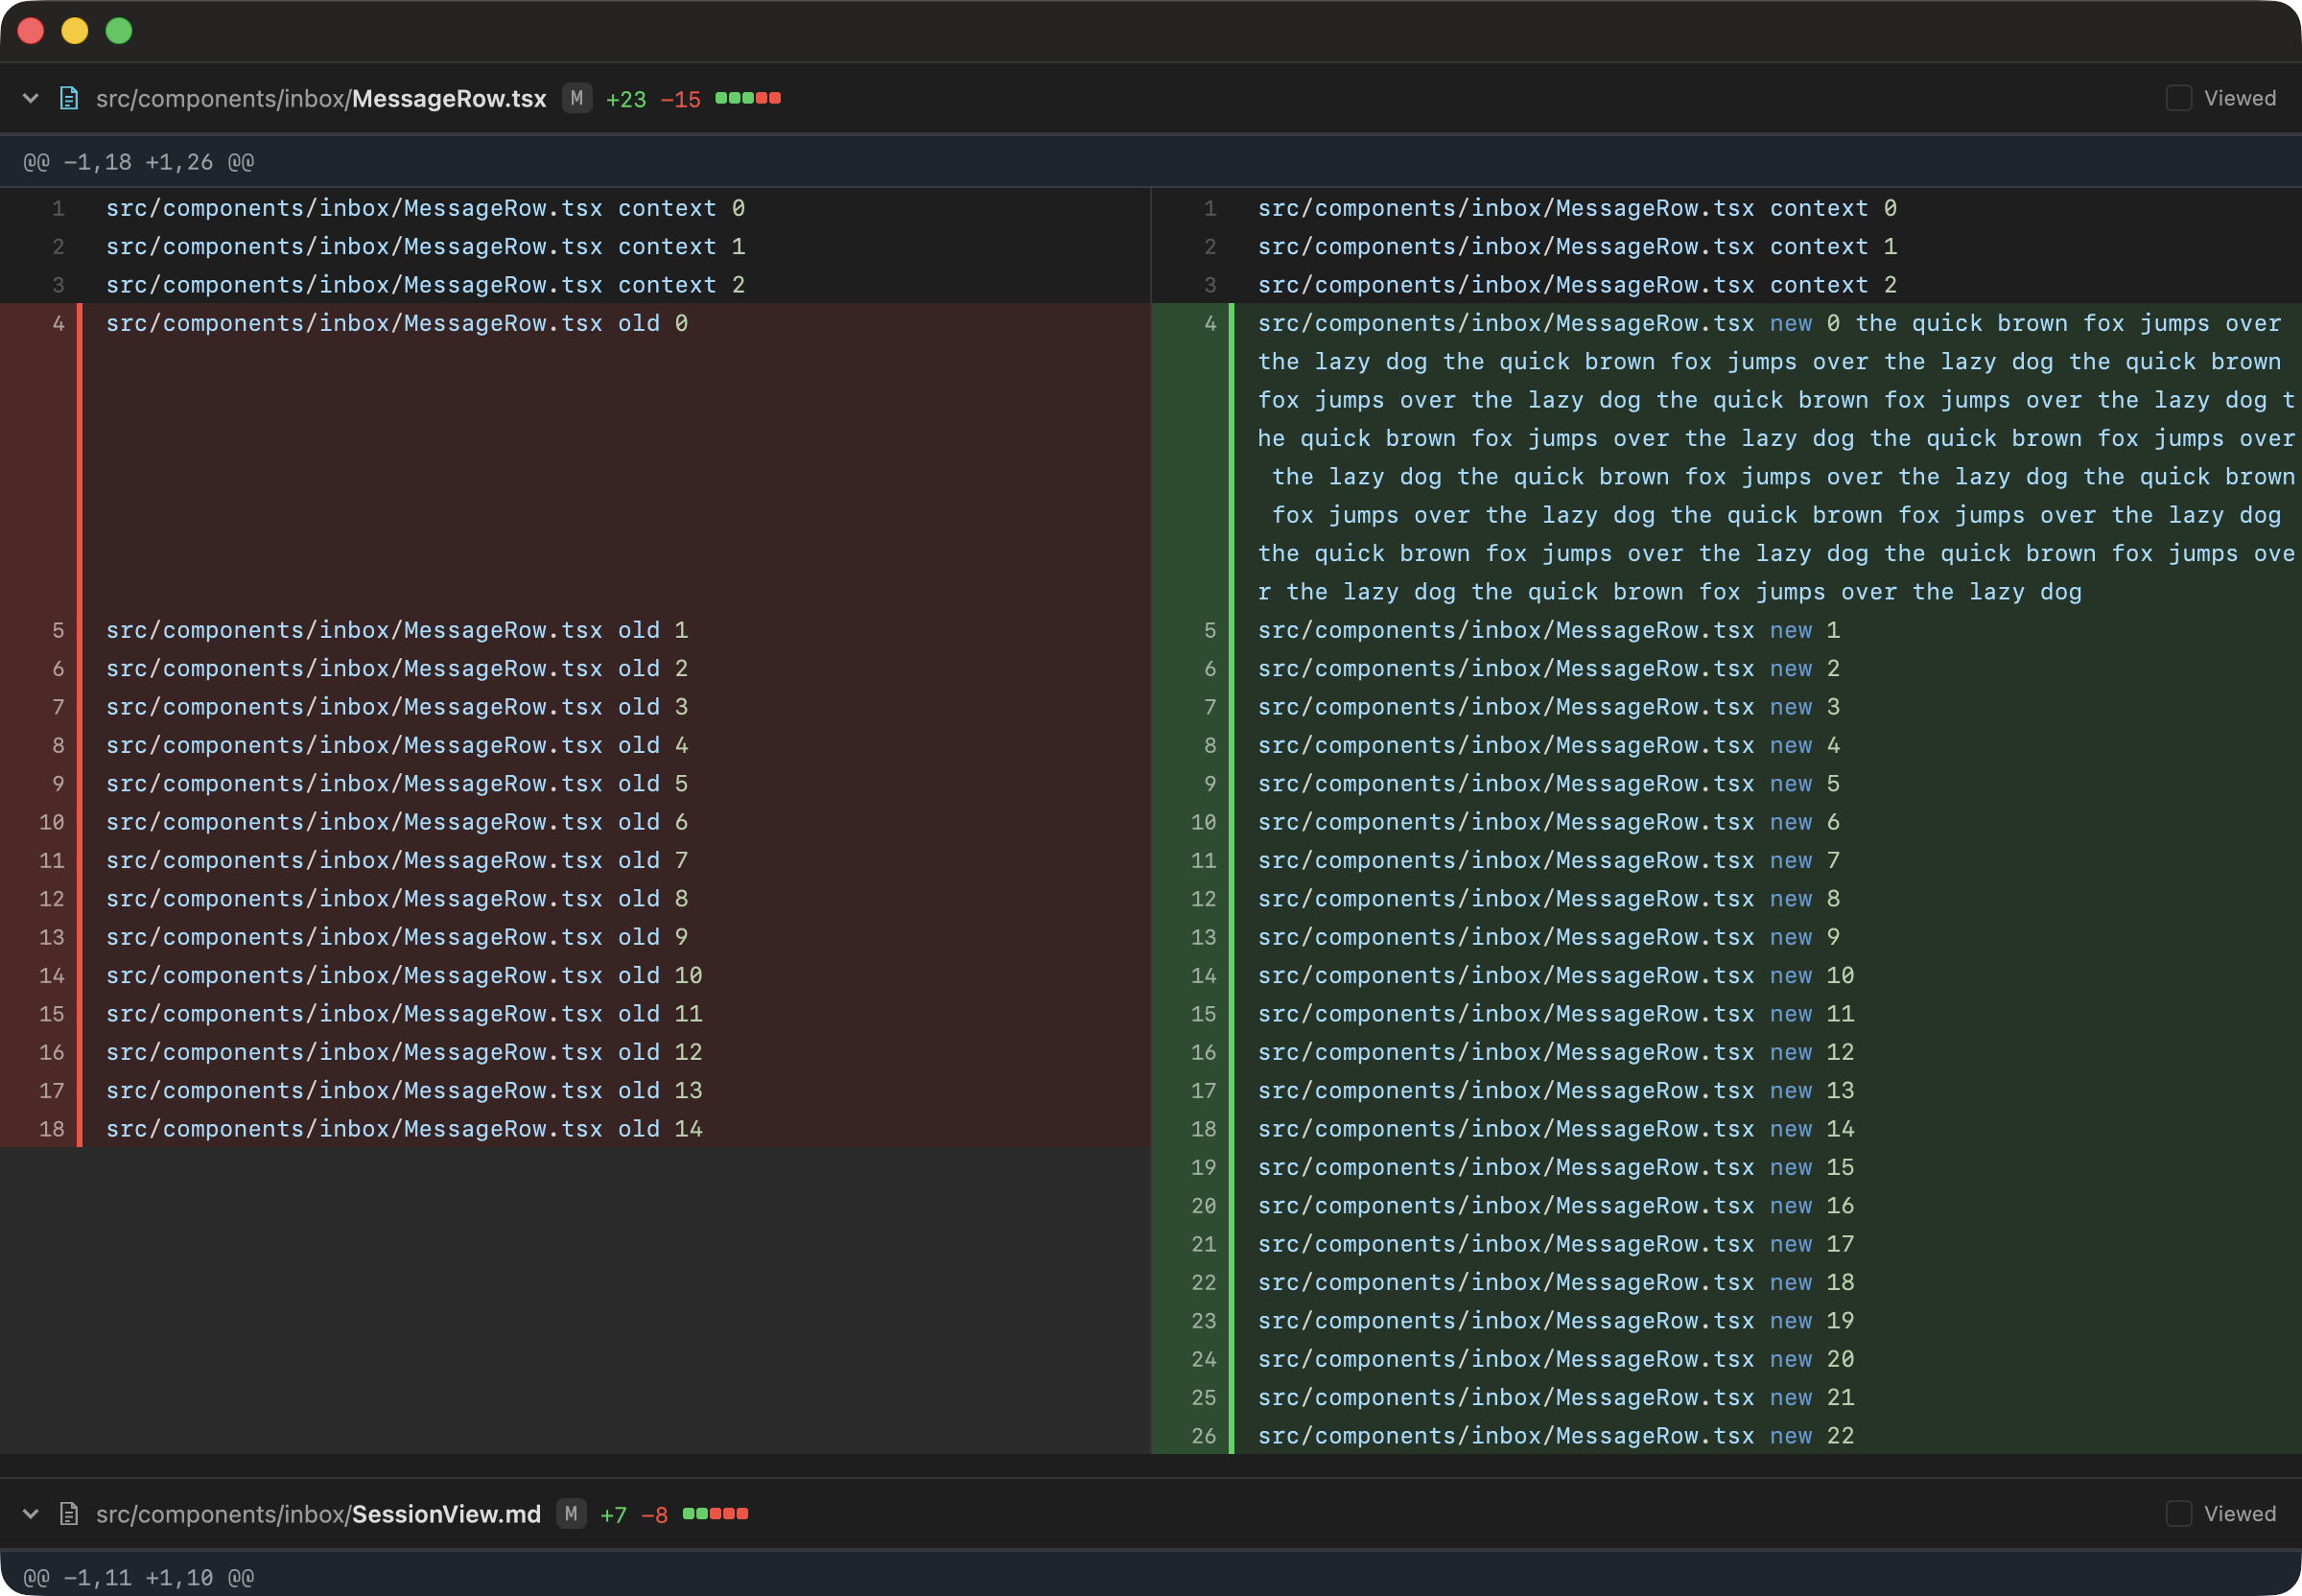 src/components/inbox/MessageRow.tsx M +23 −15 Viewed
@@ −1,18 +1,26 @@
1 src/components/inbox/MessageRow.tsx context 0
2 src/components/inbox/MessageRow.tsx context 1
3 src/components/inbox/MessageRow.tsx context 2
4 src/components/inbox/MessageRow.tsx old 0
5 src/components/inbox/MessageRow.tsx old 1
6 src/components/inbox/MessageRow.tsx old 2
7 src/components/inbox/MessageRow.tsx old 3
8 src/components/inbox/MessageRow.tsx old 4
9 src/components/inbox/MessageRow.tsx old 5
10 src/components/inbox/MessageRow.tsx old 6
11 src/components/inbox/MessageRow.tsx old 7
12 src/components/inbox/MessageRow.tsx old 8
13 src/components/inbox/MessageRow.tsx old 9
14 src/components/inbox/MessageRow.tsx old 10
15 src/components/inbox/MessageRow.tsx old 11
16 src/components/inbox/MessageRow.tsx old 12
17 src/components/inbox/MessageRow.tsx old 13
18 src/components/inbox/MessageRow.tsx old 14
1 src/components/inbox/MessageRow.tsx context 0
2 src/components/inbox/MessageRow.tsx context 1
3 src/components/inbox/MessageRow.tsx context 2
4 src/components/inbox/MessageRow.tsx new 0 the quick brown fox jumps over
the lazy dog the quick brown fox jumps over the lazy dog the quick brown
fox jumps over the lazy dog the quick brown fox jumps over the lazy dog t
he quick brown fox jumps over the lazy dog the quick brown fox jumps over
the lazy dog the quick brown fox jumps over the lazy dog the quick brown
fox jumps over the lazy dog the quick brown fox jumps over the lazy dog
the quick brown fox jumps over the lazy dog the quick brown fox jumps ove
r the lazy dog the quick brown fox jumps over the lazy dog
5 src/components/inbox/MessageRow.tsx new 1
6 src/components/inbox/MessageRow.tsx new 2
7 src/components/inbox/MessageRow.tsx new 3
8 src/components/inbox/MessageRow.tsx new 4
9 src/components/inbox/MessageRow.tsx new 5
10 src/components/inbox/MessageRow.tsx new 6
11 src/components/inbox/MessageRow.tsx new 7
12 src/components/inbox/MessageRow.tsx new 8
13 src/components/inbox/MessageRow.tsx new 9
14 src/components/inbox/MessageRow.tsx new 10
15 src/components/inbox/MessageRow.tsx new 11
16 src/components/inbox/MessageRow.tsx new 12
17 src/components/inbox/MessageRow.tsx new 13
18 src/components/inbox/MessageRow.tsx new 14
19 src/components/inbox/MessageRow.tsx new 15
20 src/components/inbox/MessageRow.tsx new 16
21 src/components/inbox/MessageRow.tsx new 17
22 src/components/inbox/MessageRow.tsx new 18
23 src/components/inbox/MessageRow.tsx new 19
24 src/components/inbox/MessageRow.tsx new 20
25 src/components/inbox/MessageRow.tsx new 21
26 src/components/inbox/MessageRow.tsx new 22
src/components/inbox/SessionView.md M +7 −8 Viewed
@@ −1,11 +1,10 @@